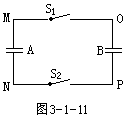 M S₁ O
A B
N S₂ P
图3-1-11